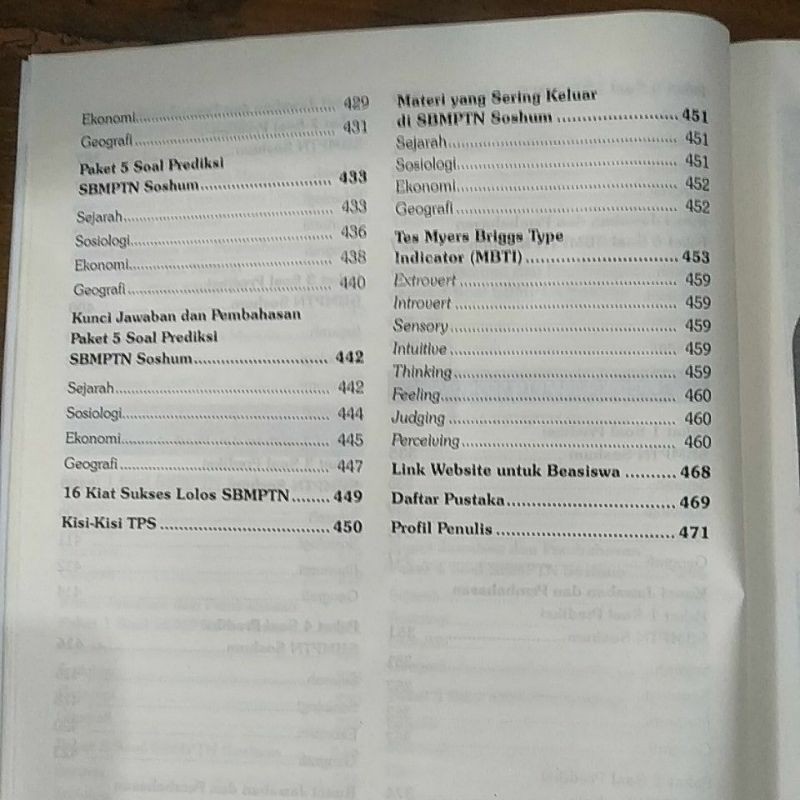 Ekonomi........................................ 429
Geografi........................................ 431
Paket 5 Soal Prediksi
SBMPTN Soshum............................ 433
Sejarah........................................ 433
Sosiologi........................................ 436
Ekonomi........................................ 438
Geografi........................................ 440
Kunci Jawaban dan Pembahasan
Paket 5 Soal Prediksi
SBMPTN Soshum............................ 442
Sejarah........................................ 442
Sosiologi........................................ 444
Ekonomi........................................ 445
Geografi........................................ 447
16 Kiat Sukses Lolos SBMPTN........ 449
Kisi-Kisi TPS ................................ 450
Materi yang Sering Keluar
di SBMPTN Soshum ........................ 451
Sejarah........................................ 451
Sosiologi........................................ 451
Ekonomi........................................ 452
Geografi........................................ 452
Tes Myers Briggs Type
Indicator (MBTI)............................ 453
Extrovert ........................................ 459
Introvert ........................................ 459
Sensory........................................ 459
Intuitive ........................................ 459
Thinking........................................ 459
Feeling........................................ 460
Judging ........................................ 460
Perceiving........................................ 460
Link Website untuk Beasiswa .......... 468
Daftar Pustaka................................ 469
Profil Penulis ................................ 471